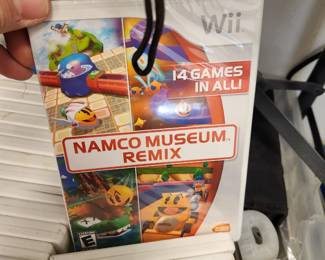 Wii
14 GAMES
IN ALL!
NAMCO MUSEUM
REMIX
E